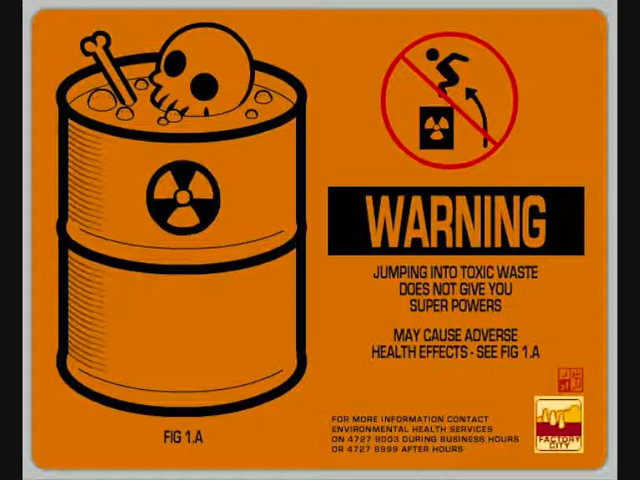 WARNING
JUMPING INTO TOXIC WASTE
DOES NOT GIVE YOU
SUPER POWERS
MAY CAUSE ADVERSE
HEALTH EFFECTS - SEE FIG 1.A
FIG 1.A
FOR MORE INFORMATION CONTACT
ENVIRONMENTAL HEALTH SERVICES
ON 4727 9003 DURING BUSINESS HOURS
OR 4727 8999 AFTER HOURS
FACTORY
CITY